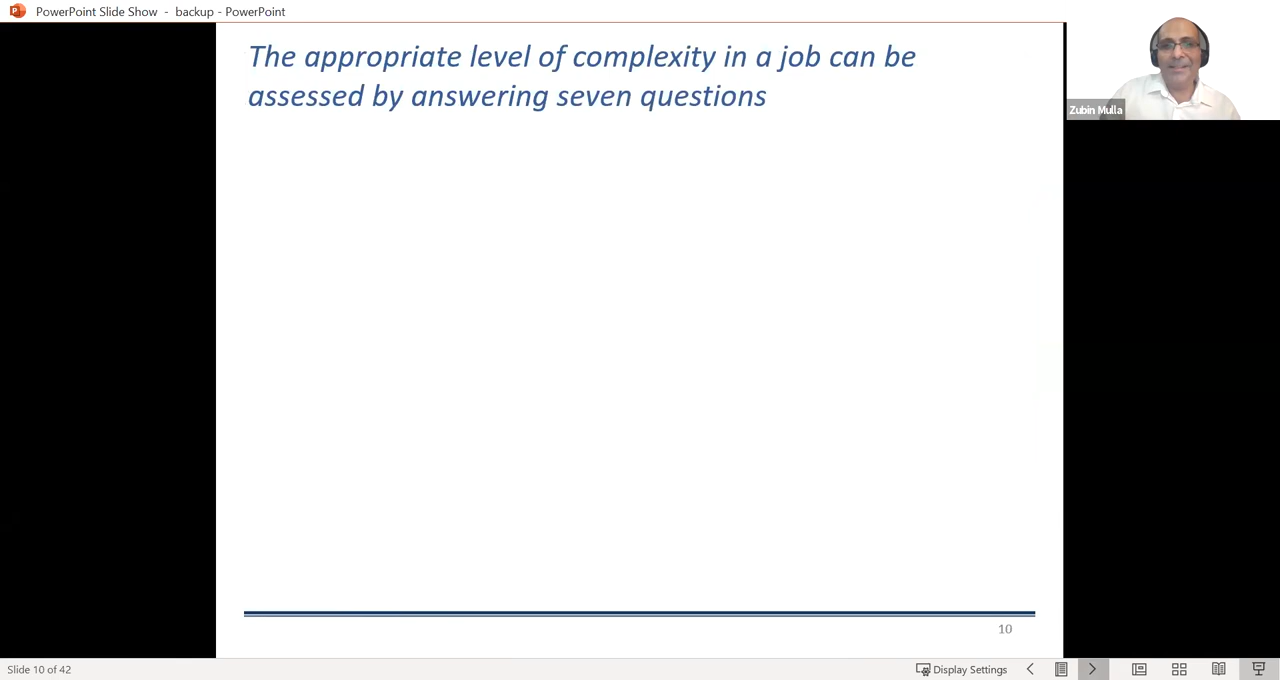 PowerPoint Slide Show - backup - PowerPoint
The appropriate level of complexity in a job can be
assessed by answering seven questions
Zubin Mulla
10
Slide 10 of 42
Display Settings